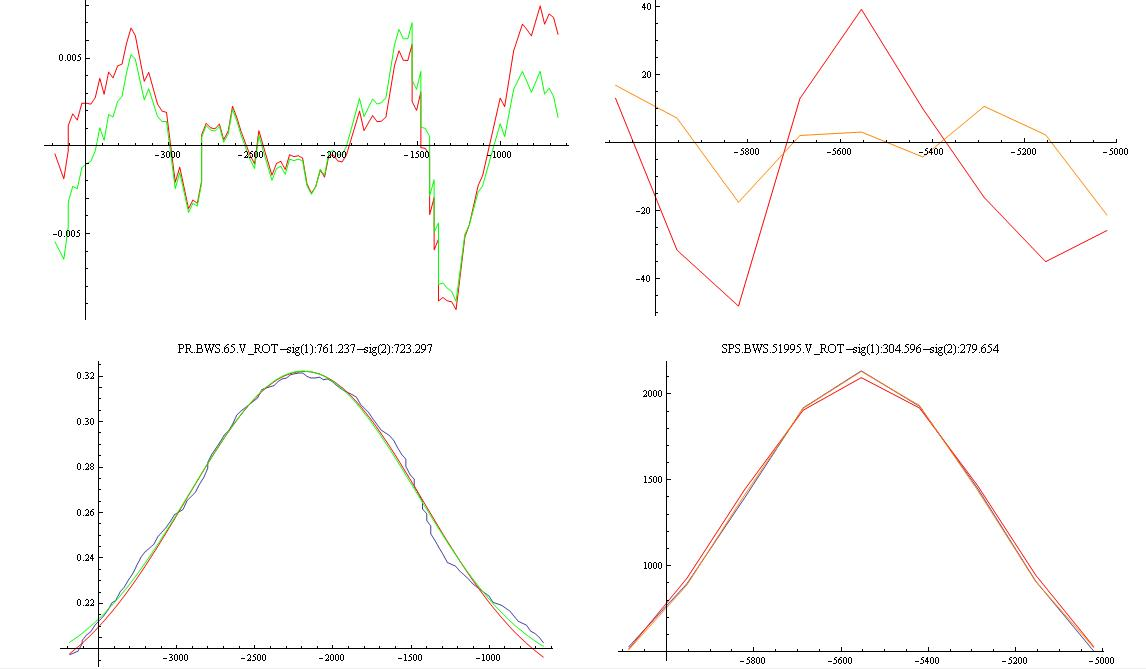 0.005
-0.005
-3000 -2500 -2000 -1500 -1000
40
20
-20
-40
-5800 -5600 -5400 -5200 -5000
PR.BWS.65.V_ROT-sig(1):761.237-sig(2):723.297
0.32
0.30
0.28
0.26
0.24
0.22
-3000 -2500 -2000 -1500 -1000
SPS.BWS.51995.V_ROT-sig(1):304.596-sig(2):279.654
2000
1500
1000
-5800 -5600 -5400 -5200 -5000